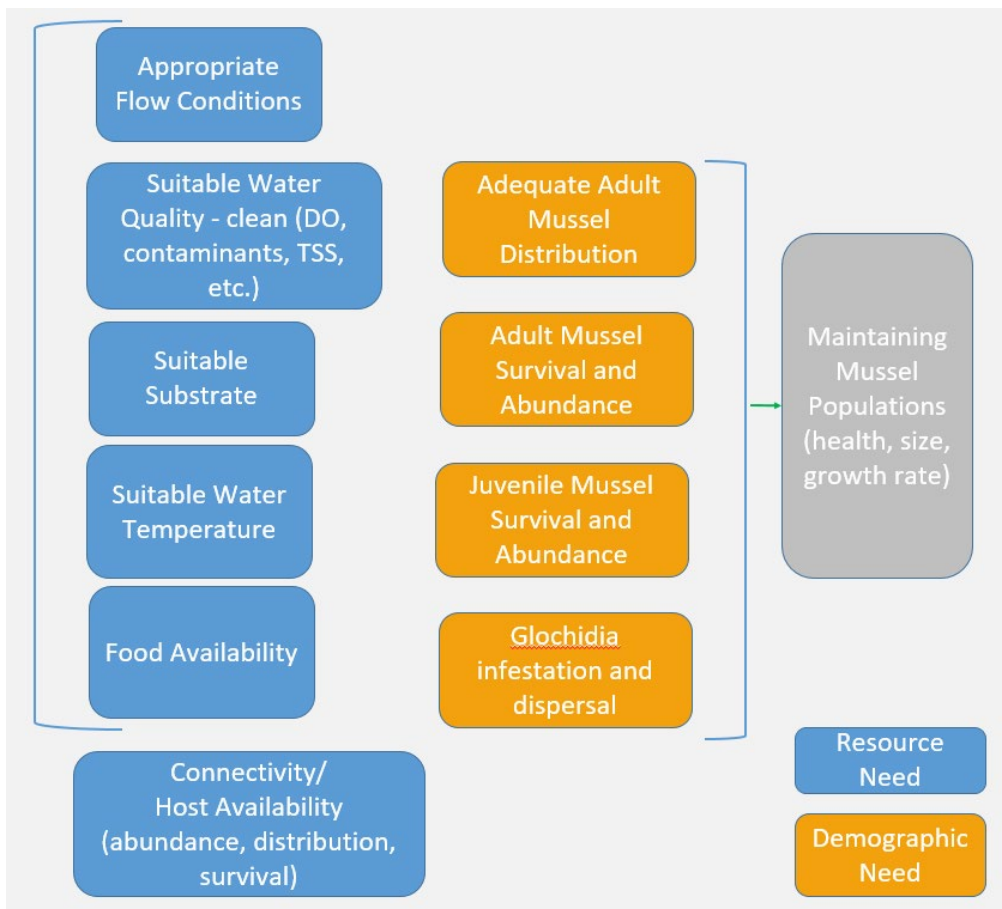 Appropriate
Flow Conditions
Suitable Water
Quality - clean (DO,
contaminants, TSS,
etc.)
Suitable
Substrate
Suitable Water
Temperature
Food Availability
Connectivity/
Host Availability
(abundance, distribution,
survival)
Adequate Adult
Mussel
Distribution
Adult Mussel
Survival and
Abundance
Juvenile Mussel
Survival and
Abundance
Glochidia
infestation and
dispersal
Maintaining
Mussel
Populations
(health, size,
growth rate)
Resource
Need
Demographic
Need